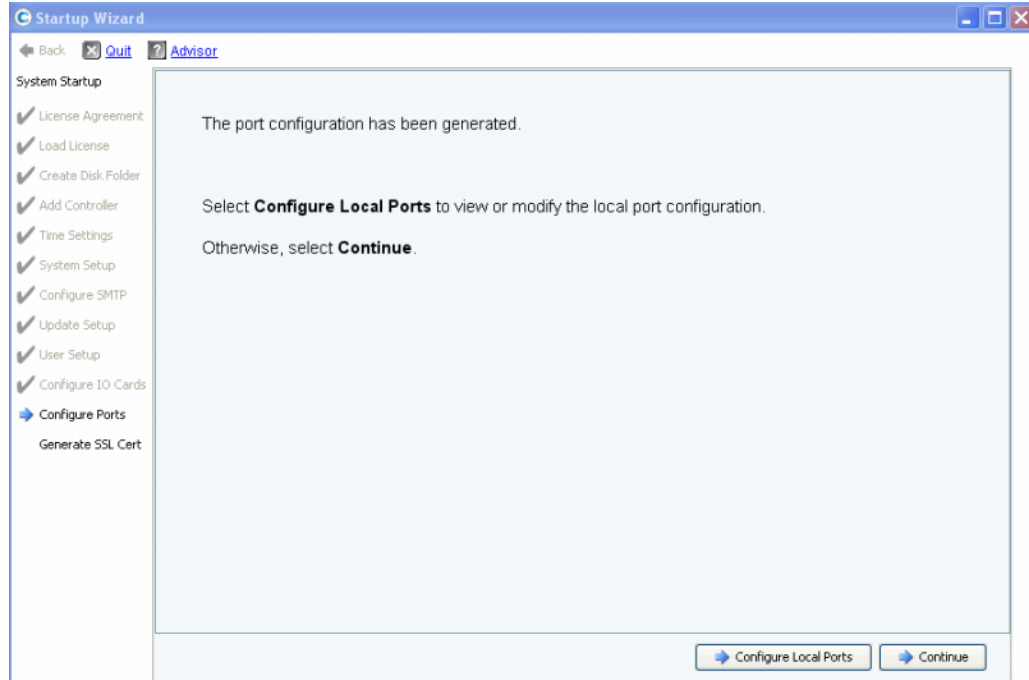 Startup Wizard
Back Quit Advisor
System Startup
License Agreement
Load License
Create Disk Folder
Add Controller
Time Settings
System Setup
Configure SMTP
Update Setup
User Setup
Configure IO Cards
Configure Ports
Generate SSL Cert
The port configuration has been generated.
Select Configure Local Ports to view or modify the local port configuration.
Otherwise, select Continue.
Configure Local Ports
Continue